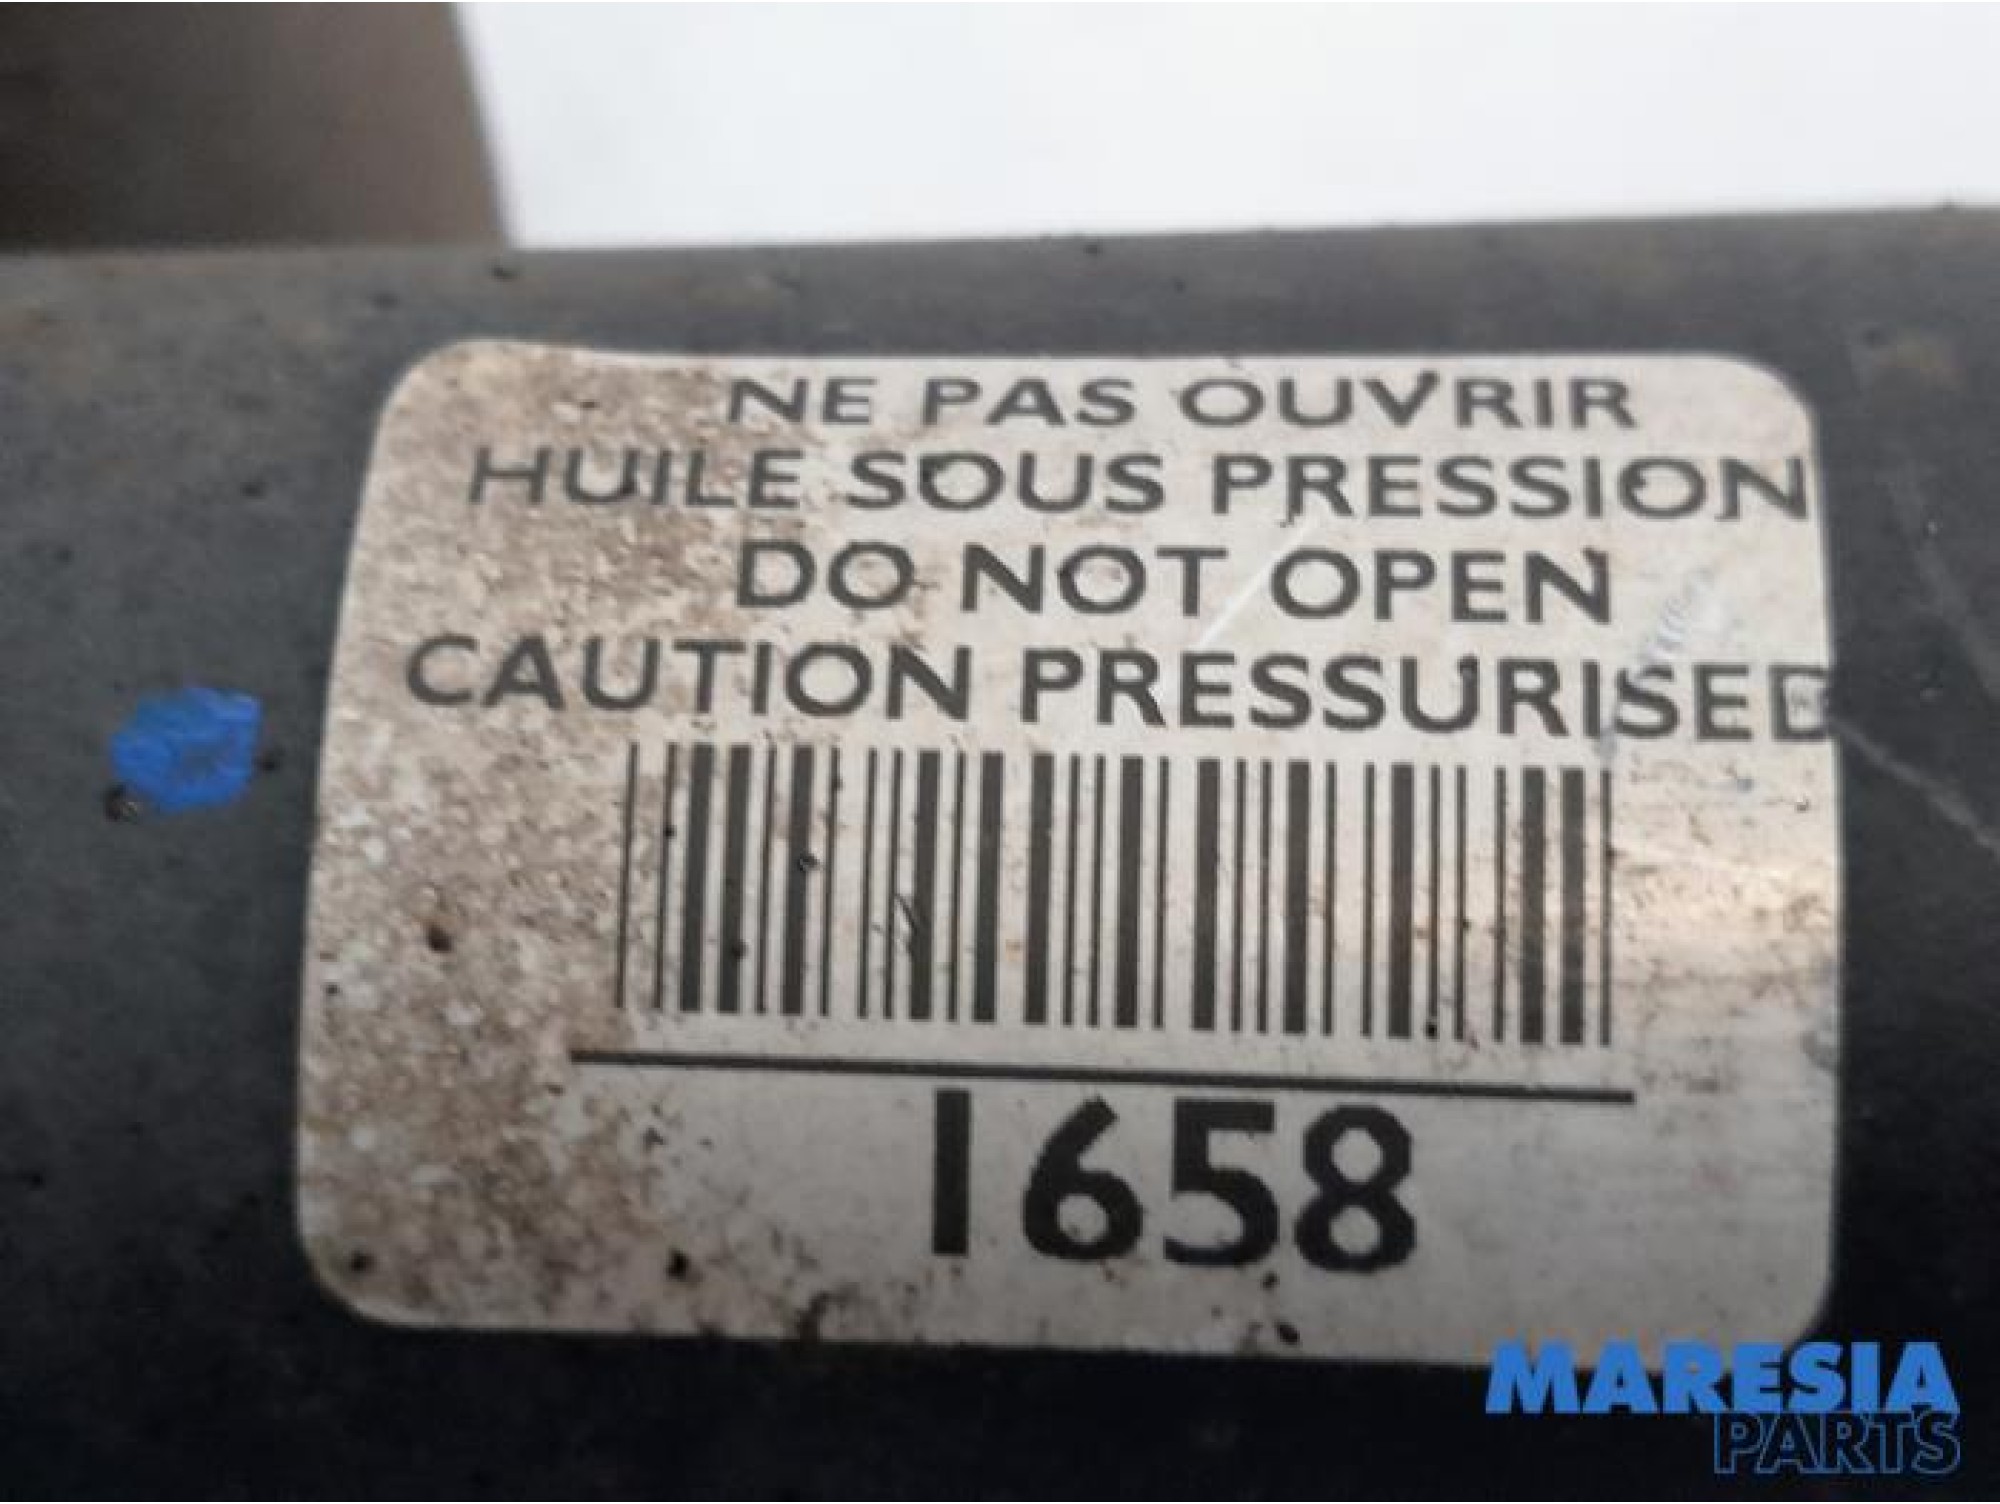 NE PAS OUVRIR
HUILE SOUS PRESSION
DO NOT OPEN
CAUTION PRESSURISED
1658
MARESIA
PARTS